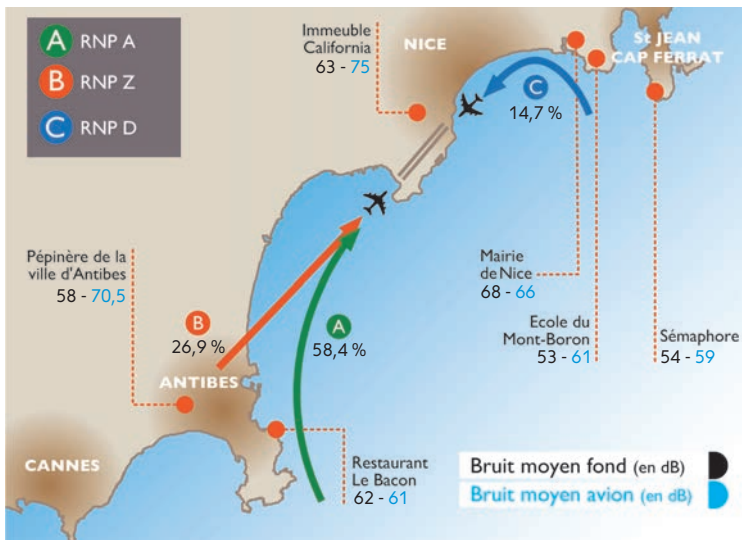 A RNP A
B RNP Z
C RNP D
Immeuble
California
63 - 75
NICE
St JEAN
CAP FERRAT
C
14,7 %
Pépinère de la
ville d'Antibes
58 - 70,5
B
26,9 %
A
58,4 %
Mairie
de Nice
68 - 66
Ecole du
Mont-Boron
53 - 61
Sémaphore
54 - 59
ANTIBES
CANNES
Restaurant
Le Bacon
62 - 61
Bruit moyen fond (en dB)
Bruit moyen avion (en dB)